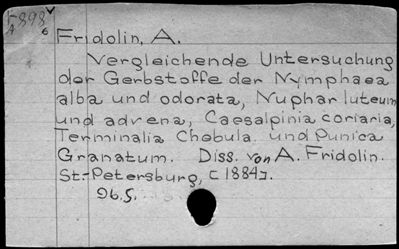 5898
A 6
Fridolin, A.
Vergleichende Untersuchung
der Gerbstoffe der Nymphaea
alba und odorata, Nuphar luteum
und advena, Caesalpinia coriaria,
Terminalia Chebula und Punica
Granatum. Diss. von A. Fridolin.
St.-Petersburg, [1884].
96 S.